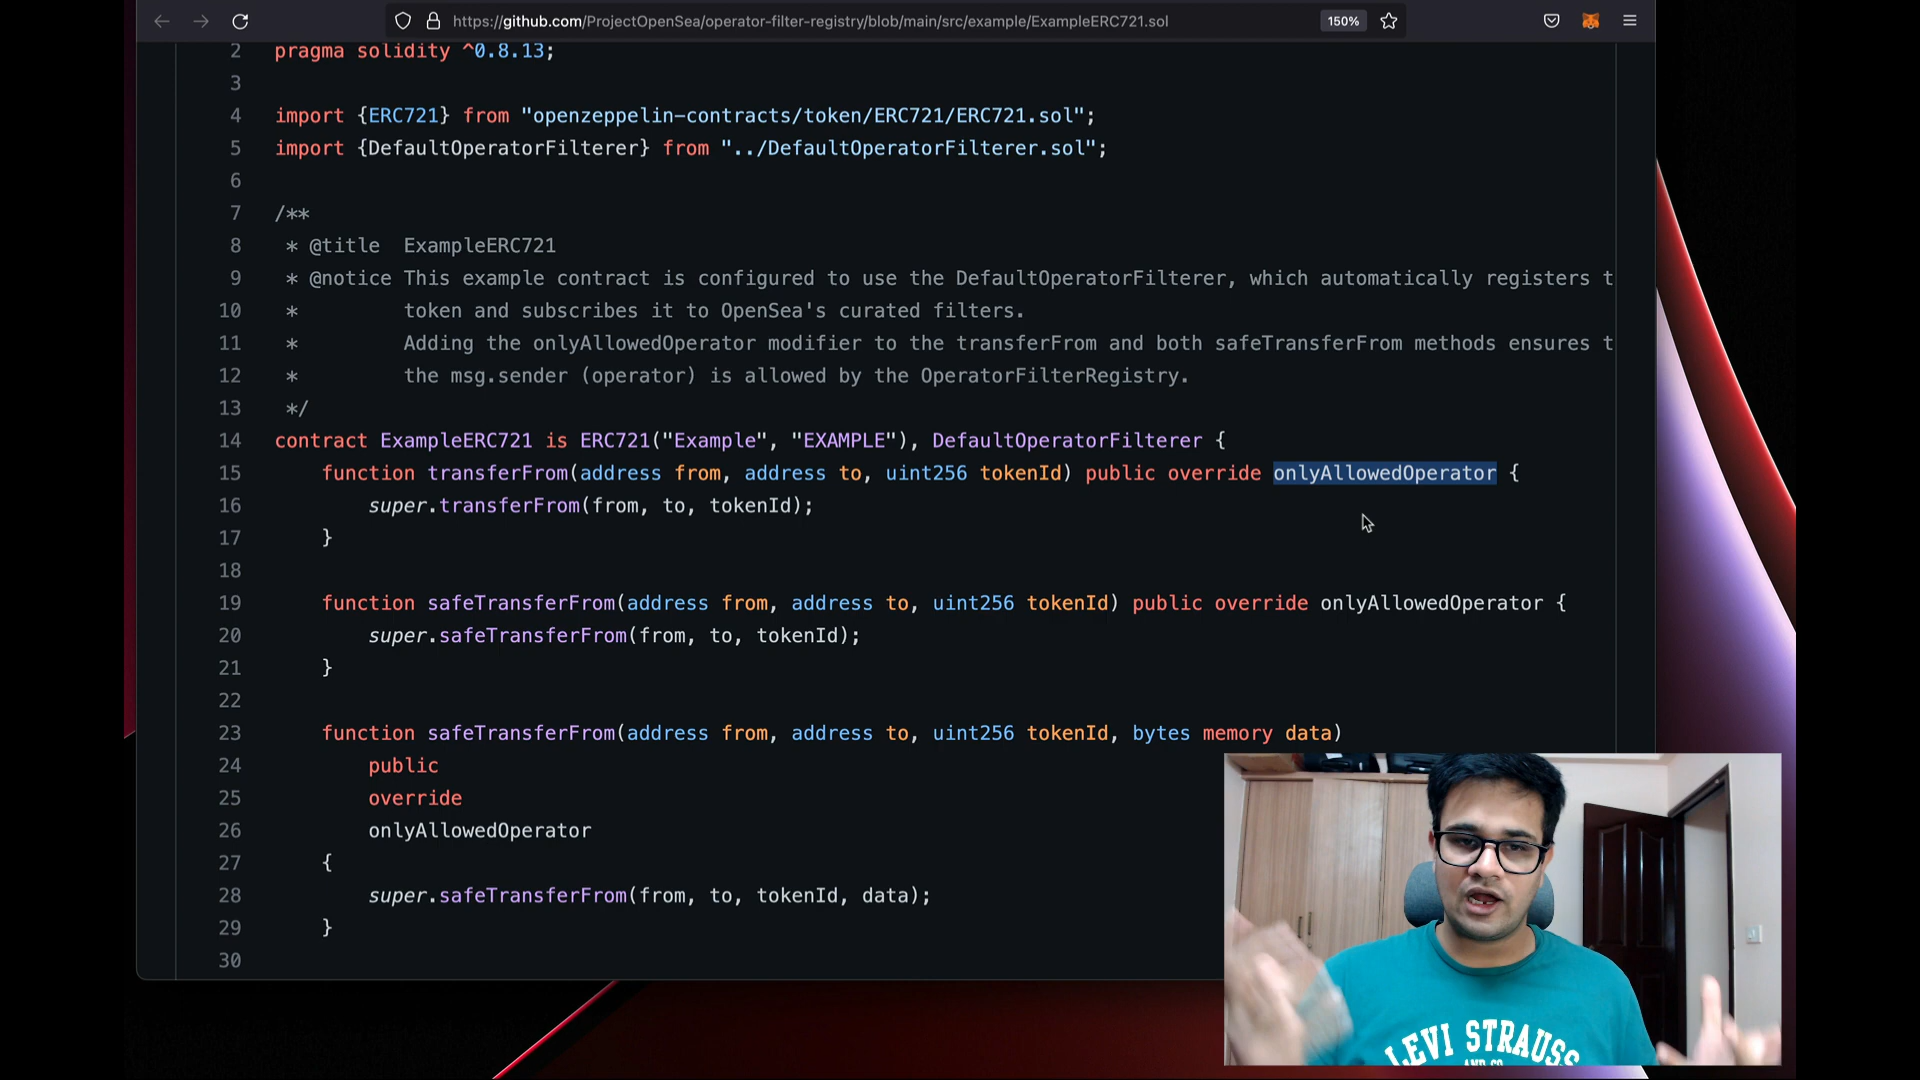 https://github.com/ProjectOpenSea/operator-filter-registry/blob/main/src/example/ExampleERC721.sol 150%
2 pragma solidity ^0.8.13;
3
4 import {ERC721} from "openzeppelin-contracts/token/ERC721/ERC721.sol";
5 import {DefaultOperatorFilterer} from "../DefaultOperatorFilterer.sol";
6
7 /**
8 * @title ExampleERC721
9 * @notice This example contract is configured to use the DefaultOperatorFilterer, which automatically registers t
10 * token and subscribes it to OpenSea's curated filters.
11 * Adding the onlyAllowedOperator modifier to the transferFrom and both safeTransferFrom methods ensures t
12 * the msg.sender (operator) is allowed by the OperatorFilterRegistry.
13 */
14 contract ExampleERC721 is ERC721("Example", "EXAMPLE"), DefaultOperatorFilterer {
15 function transferFrom(address from, address to, uint256 tokenId) public override onlyAllowedOperator {
16 super.transferFrom(from, to, tokenId);
17 }
18
19 function safeTransferFrom(address from, address to, uint256 tokenId) public override onlyAllowedOperator {
20 super.safeTransferFrom(from, to, tokenId);
21 }
22
23 function safeTransferFrom(address from, address to, uint256 tokenId, bytes memory data)
24 public
25 override
26 onlyAllowedOperator
27 {
28 super.safeTransferFrom(from, to, tokenId, data);
29 }
30
LEVI STRAUSS
AND CO